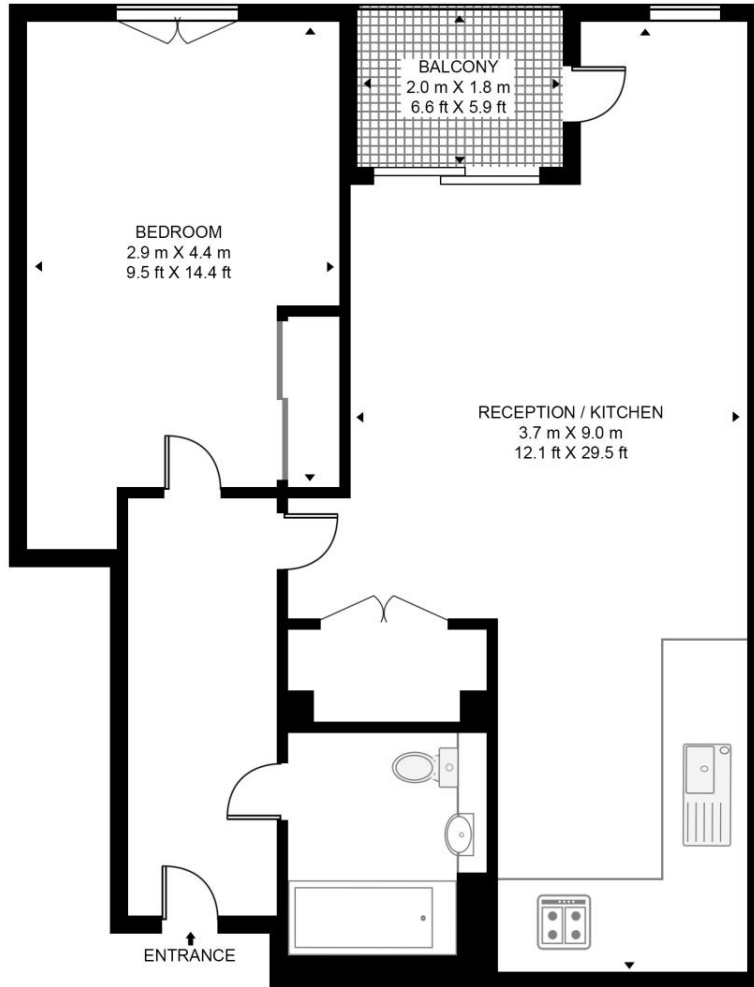 BALCONY
2.0 m X 1.8 m
6.6 ft X 5.9 ft
BEDROOM
2.9 m X 4.4 m
9.5 ft X 14.4 ft
RECEPTION / KITCHEN
3.7 m X 9.0 m
12.1 ft X 29.5 ft
ENTRANCE